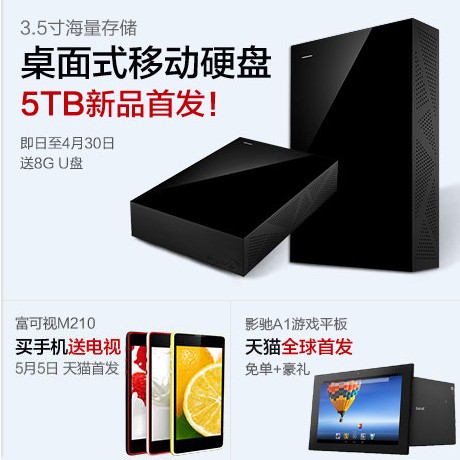 3.5寸海量存储
桌面式移动硬盘
5TB新品首发！
即日至4月30日
送8G U盘
富可视M210
买手机送电视
5月5日 天猫首发
影驰A1游戏平板
天猫全球首发
免单+豪礼